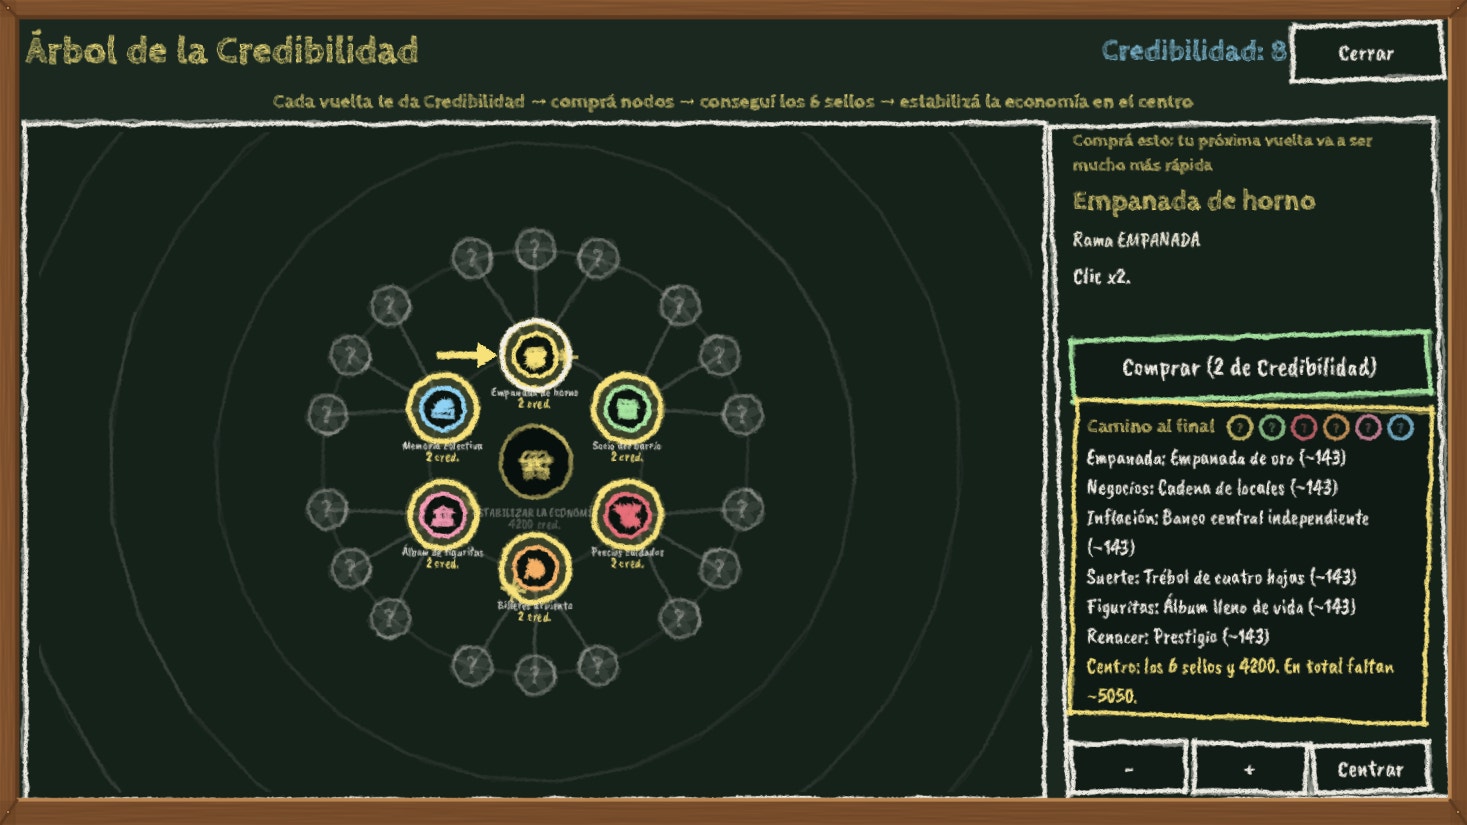 Árbol de la Credibilidad
Credibilidad: 8
Cerrar
Cada vuelta te da Credibilidad → comprá nodos → conseguí los 6 sellos → estabilizá la economía en el centro
?
?
?
?
?
?
?
?
?
Empanada de horno
2 cred.
Memoria Colectiva
2 cred.
Socio del barrio
2 cred.
4200 cred.
Álbum de figuritas
2 cred.
Precios cuidados
2 cred.
2 cred.
?
?
?
?
?
?
?
?
?
Comprá esto: tu próxima vuelta va a ser
mucho más rápida
Empanada de horno
Rama EMPANADA
Clic x2.
Comprar (2 de Credibilidad)
Camino al final ? ? ? ? ? ?
Empanada: Empanada de oro (~143)
Negocios: Cadena de locales (~143)
Inflación: Banco central independiente
(~143)
Suerte: Trébol de cuatro hojas (~143)
Figuritas: Álbum lleno de vida (~143)
Renacer: Prestigio (~143)
Centro: los 6 sellos y 4200. En total faltan
~5050.
-
+
Centrar